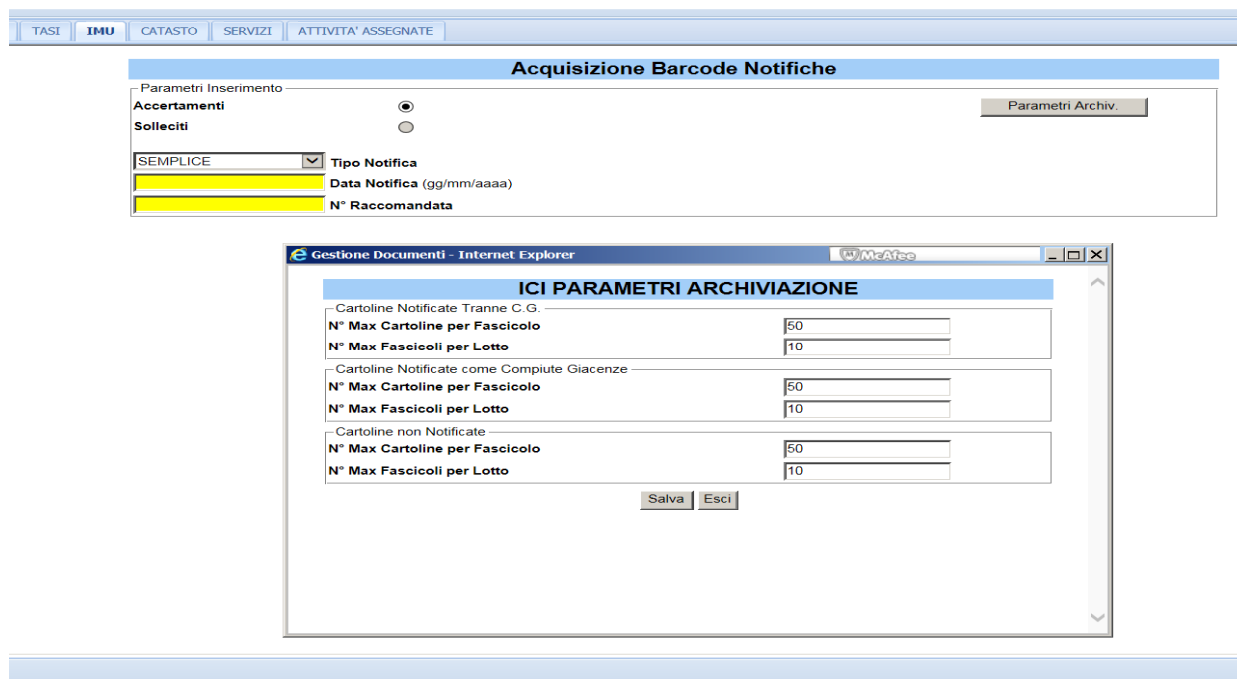 TASI IMU CATASTO SERVIZI ATTIVITA' ASSEGNATE
Acquisizione Barcode Notifiche
Parametri Inserimento
Accertamenti
Parametri Archiv.
Solleciti
SEMPLICE Tipo Notifica
Data Notifica (gg/mm/aaaa)
N° Raccomandata
Gestione Documenti - Internet Explorer
McAfee
ICI PARAMETRI ARCHIVIAZIONE
Cartoline Notificate Tranne C.G.
N° Max Cartoline per Fascicolo 50
N° Max Fascicoli per Lotto 10
Cartoline Notificate come Compiute Giacenze
N° Max Cartoline per Fascicolo 50
N° Max Fascicoli per Lotto 10
Cartoline non Notificate
N° Max Cartoline per Fascicolo 50
N° Max Fascicoli per Lotto 10
Salva Esci